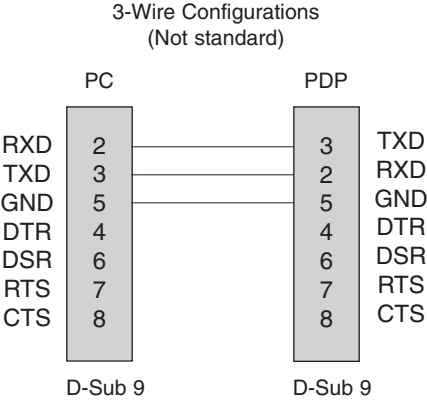 3-Wire Configurations
(Not standard)
PC PDP
RXD 2 3 TXD
TXD 3 2 RXD
GND 5 5 GND
DTR 4 4 DTR
DSR 6 6 DSR
RTS 7 7 RTS
CTS 8 8 CTS
D-Sub 9 D-Sub 9